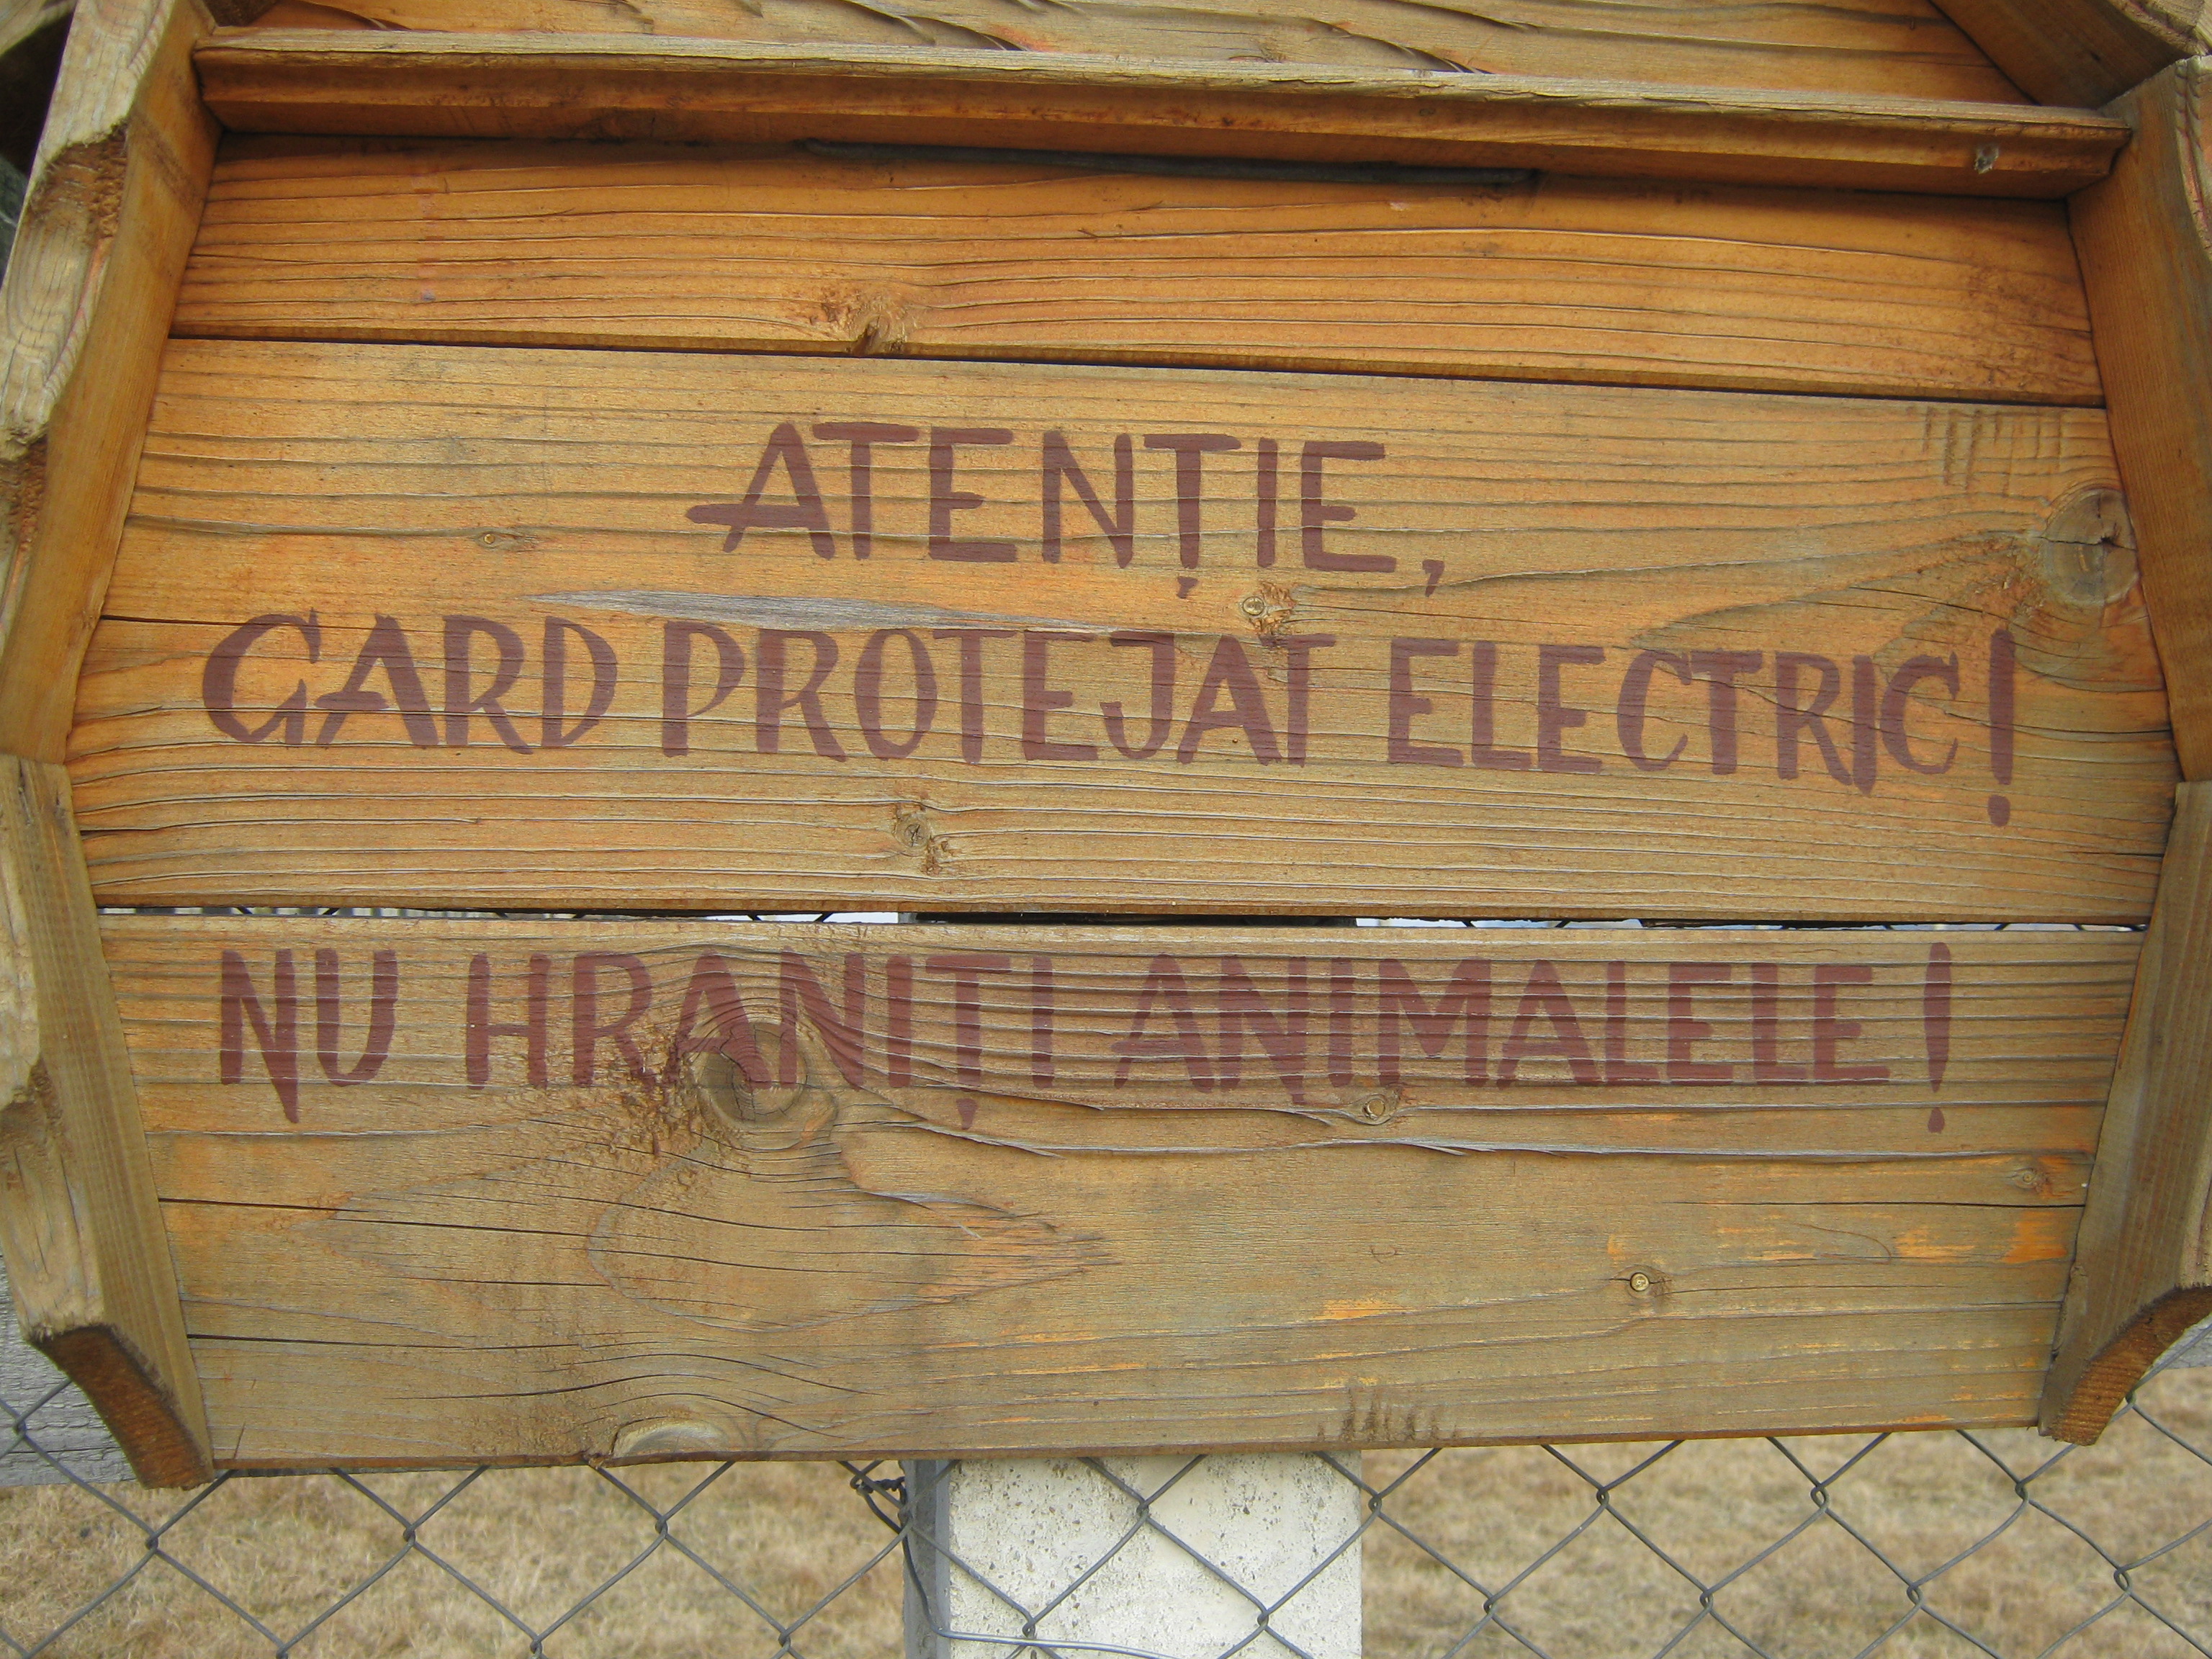 ATENȚIE,
GARD PROTEJAT ELECTRIC!
NU HRANIȚI ANIMALELE!